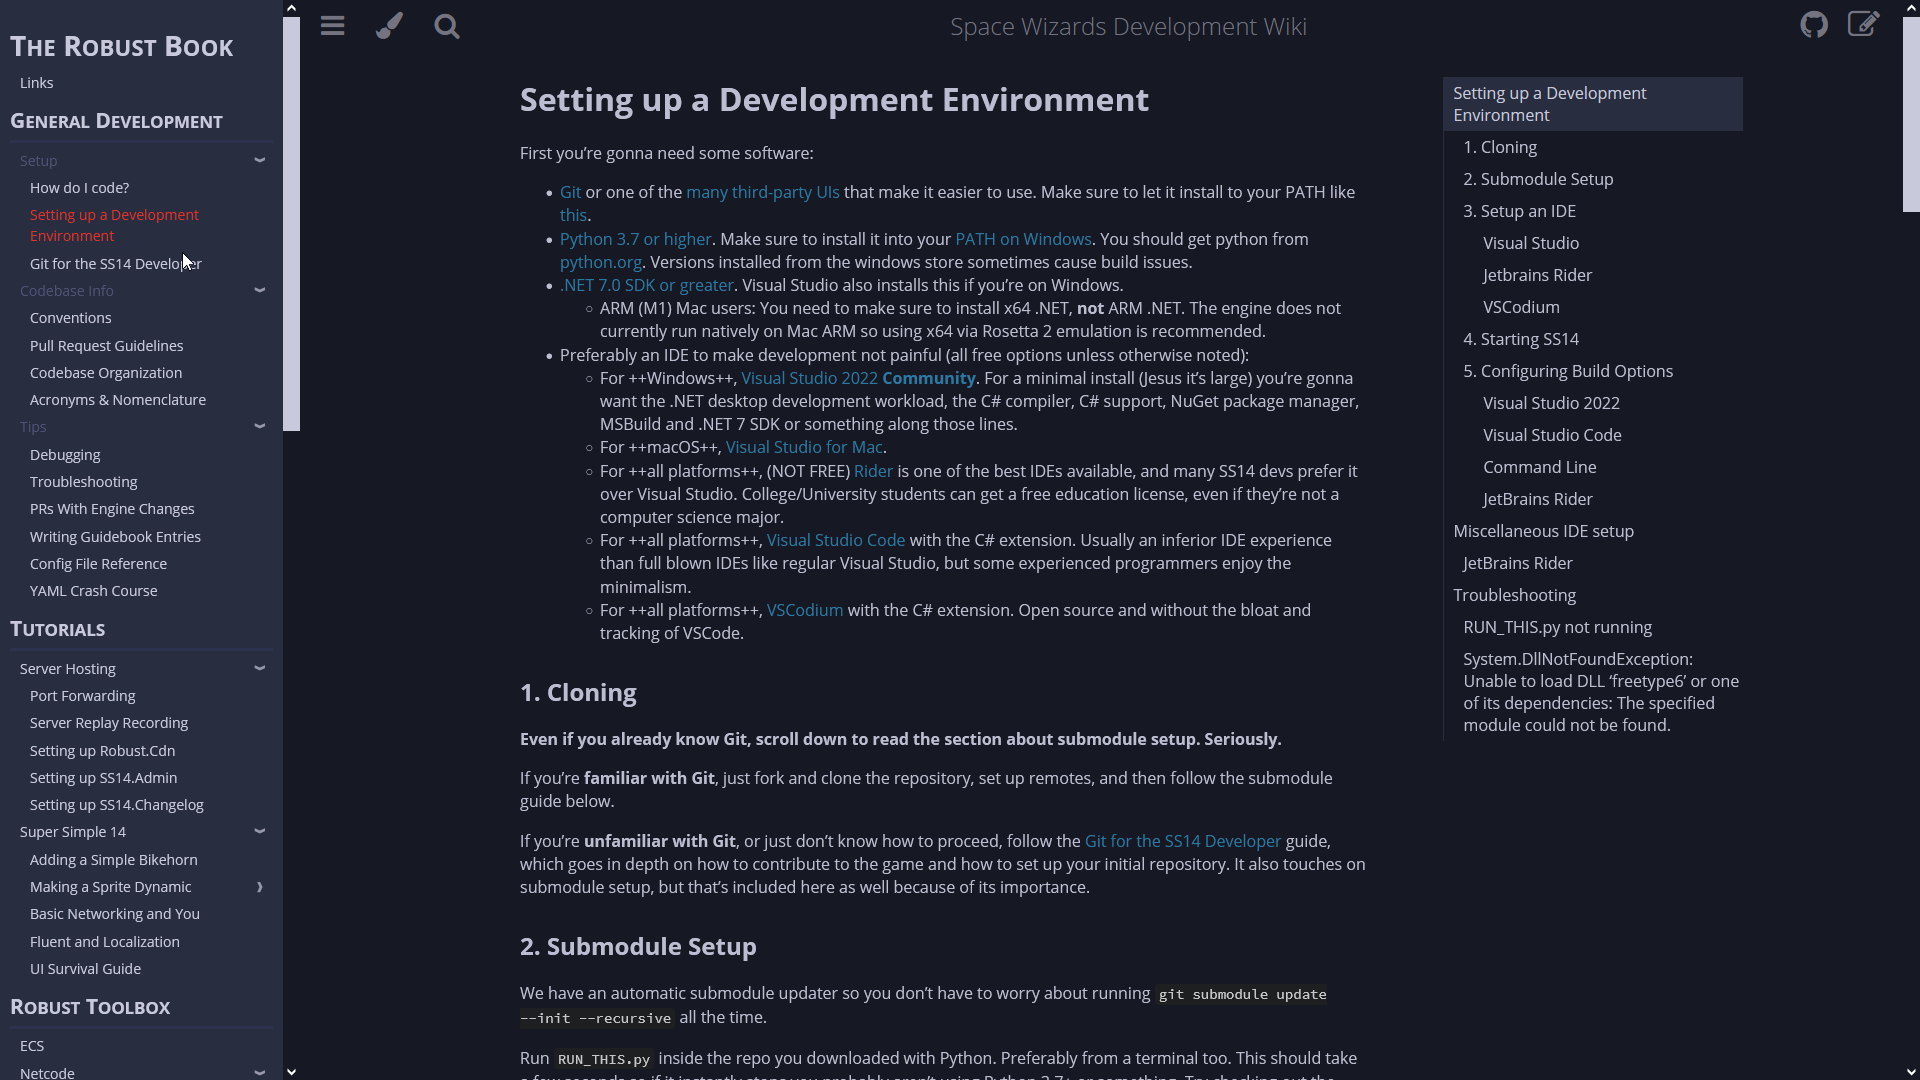 THE ROBUST BOOK
Links
GENERAL DEVELOPMENT
Setup
How do I code?
Setting up a Development
Environment
Git for the SS14 Developer
Codebase Info
Conventions
Pull Request Guidelines
Codebase Organization
Acronyms & Nomenclature
Tips
Debugging
Troubleshooting
PRs With Engine Changes
Writing Guidebook Entries
Config File Reference
YAML Crash Course
TUTORIALS
Server Hosting
Port Forwarding
Server Replay Recording
Setting up Robust.Cdn
Setting up SS14.Admin
Setting up SS14.Changelog
Super Simple 14
Adding a Simple Bikehorn
Making a Sprite Dynamic
Basic Networking and You
Fluent and Localization
UI Survival Guide
ROBUST TOOLBOX
ECS
Netcode
Space Wizards Development Wiki
Setting up a Development Environment
First you’re gonna need some software:
• Git or one of the many third-party UIs that make it easier to use. Make sure to let it install to your PATH like
this.
• Python 3.7 or higher. Make sure to install it into your PATH on Windows. You should get python from
python.org. Versions installed from the windows store sometimes cause build issues.
• .NET 7.0 SDK or greater. Visual Studio also installs this if you’re on Windows.
◦ ARM (M1) Mac users: You need to make sure to install x64 .NET, not ARM .NET. The engine does not
currently run natively on Mac ARM so using x64 via Rosetta 2 emulation is recommended.
• Preferably an IDE to make development not painful (all free options unless otherwise noted):
◦ For ++Windows++, Visual Studio 2022 Community. For a minimal install (Jesus it’s large) you’re gonna
want the .NET desktop development workload, the C# compiler, C# support, NuGet package manager,
MSBuild and .NET 7 SDK or something along those lines.
◦ For ++macOS++, Visual Studio for Mac.
◦ For ++all platforms++, (NOT FREE) Rider is one of the best IDEs available, and many SS14 devs prefer it
over Visual Studio. College/University students can get a free education license, even if they’re not a
computer science major.
◦ For ++all platforms++, Visual Studio Code with the C# extension. Usually an inferior IDE experience
than full blown IDEs like regular Visual Studio, but some experienced programmers enjoy the
minimalism.
◦ For ++all platforms++, VSCodium with the C# extension. Open source and without the bloat and
tracking of VSCode.
1. Cloning
Even if you already know Git, scroll down to read the section about submodule setup. Seriously.
If you’re familiar with Git, just fork and clone the repository, set up remotes, and then follow the submodule
guide below.
If you’re unfamiliar with Git, or just don’t know how to proceed, follow the Git for the SS14 Developer guide,
which goes in depth on how to contribute to the game and how to set up your initial repository. It also touches on
submodule setup, but that’s included here as well because of its importance.
2. Submodule Setup
We have an automatic submodule updater so you don’t have to worry about running git submodule update
--init --recursive all the time.
Run RUN_THIS.py inside the repo you downloaded with Python. Preferably from a terminal too. This should take
Setting up a Development
Environment
1. Cloning
2. Submodule Setup
3. Setup an IDE
Visual Studio
Jetbrains Rider
VSCodium
4. Starting SS14
5. Configuring Build Options
Visual Studio 2022
Visual Studio Code
Command Line
JetBrains Rider
Miscellaneous IDE setup
JetBrains Rider
Troubleshooting
RUN_THIS.py not running
System.DllNotFoundException:
Unable to load DLL ‘freetype6’ or one
of its dependencies: The specified
module could not be found.